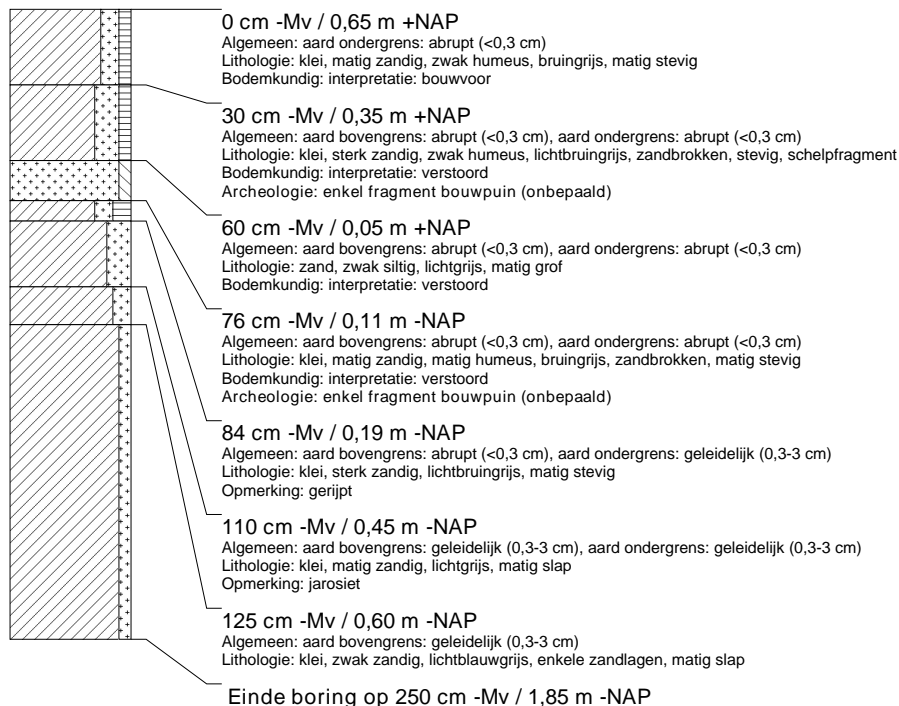 0 cm -Mv / 0,65 m +NAP
Algemeen: aard ondergrens: abrupt (<0,3 cm)
Lithologie: klei, matig zandig, zwak humeus, bruingrijs, matig stevig
Bodemkundig: interpretatie: bouwvoor
30 cm -Mv / 0,35 m +NAP
Algemeen: aard bovengrens: abrupt (<0,3 cm), aard ondergrens: abrupt (<0,3 cm)
Lithologie: klei, sterk zandig, zwak humeus, lichtbruingrijs, zandbrokken, stevig, schelpfragment
Bodemkundig: interpretatie: verstoord
Archeologie: enkel fragment bouwpuin (onbepaald)
60 cm -Mv / 0,05 m +NAP
Algemeen: aard bovengrens: abrupt (<0,3 cm), aard ondergrens: abrupt (<0,3 cm)
Lithologie: zand, zwak siltig, lichtgrijs, matig grof
Bodemkundig: interpretatie: verstoord
76 cm -Mv / 0,11 m -NAP
Algemeen: aard bovengrens: abrupt (<0,3 cm), aard ondergrens: abrupt (<0,3 cm)
Lithologie: klei, matig zandig, matig humeus, bruingrijs, zandbrokken, matig stevig
Bodemkundig: interpretatie: verstoord
Archeologie: enkel fragment bouwpuin (onbepaald)
84 cm -Mv / 0,19 m -NAP
Algemeen: aard bovengrens: abrupt (<0,3 cm), aard ondergrens: geleidelijk (0,3-3 cm)
Lithologie: klei, sterk zandig, lichtbruingrijs, matig stevig
Opmerking: gerijpt
110 cm -Mv / 0,45 m -NAP
Algemeen: aard bovengrens: geleidelijk (0,3-3 cm), aard ondergrens: geleidelijk (0,3-3 cm)
Lithologie: klei, matig zandig, lichtgrijs, matig slap
Opmerking: jarosiet
125 cm -Mv / 0,60 m -NAP
Algemeen: aard bovengrens: geleidelijk (0,3-3 cm)
Lithologie: klei, zwak zandig, lichtblauwgrijs, enkele zandlagen, matig slap
Einde boring op 250 cm -Mv / 1,85 m -NAP